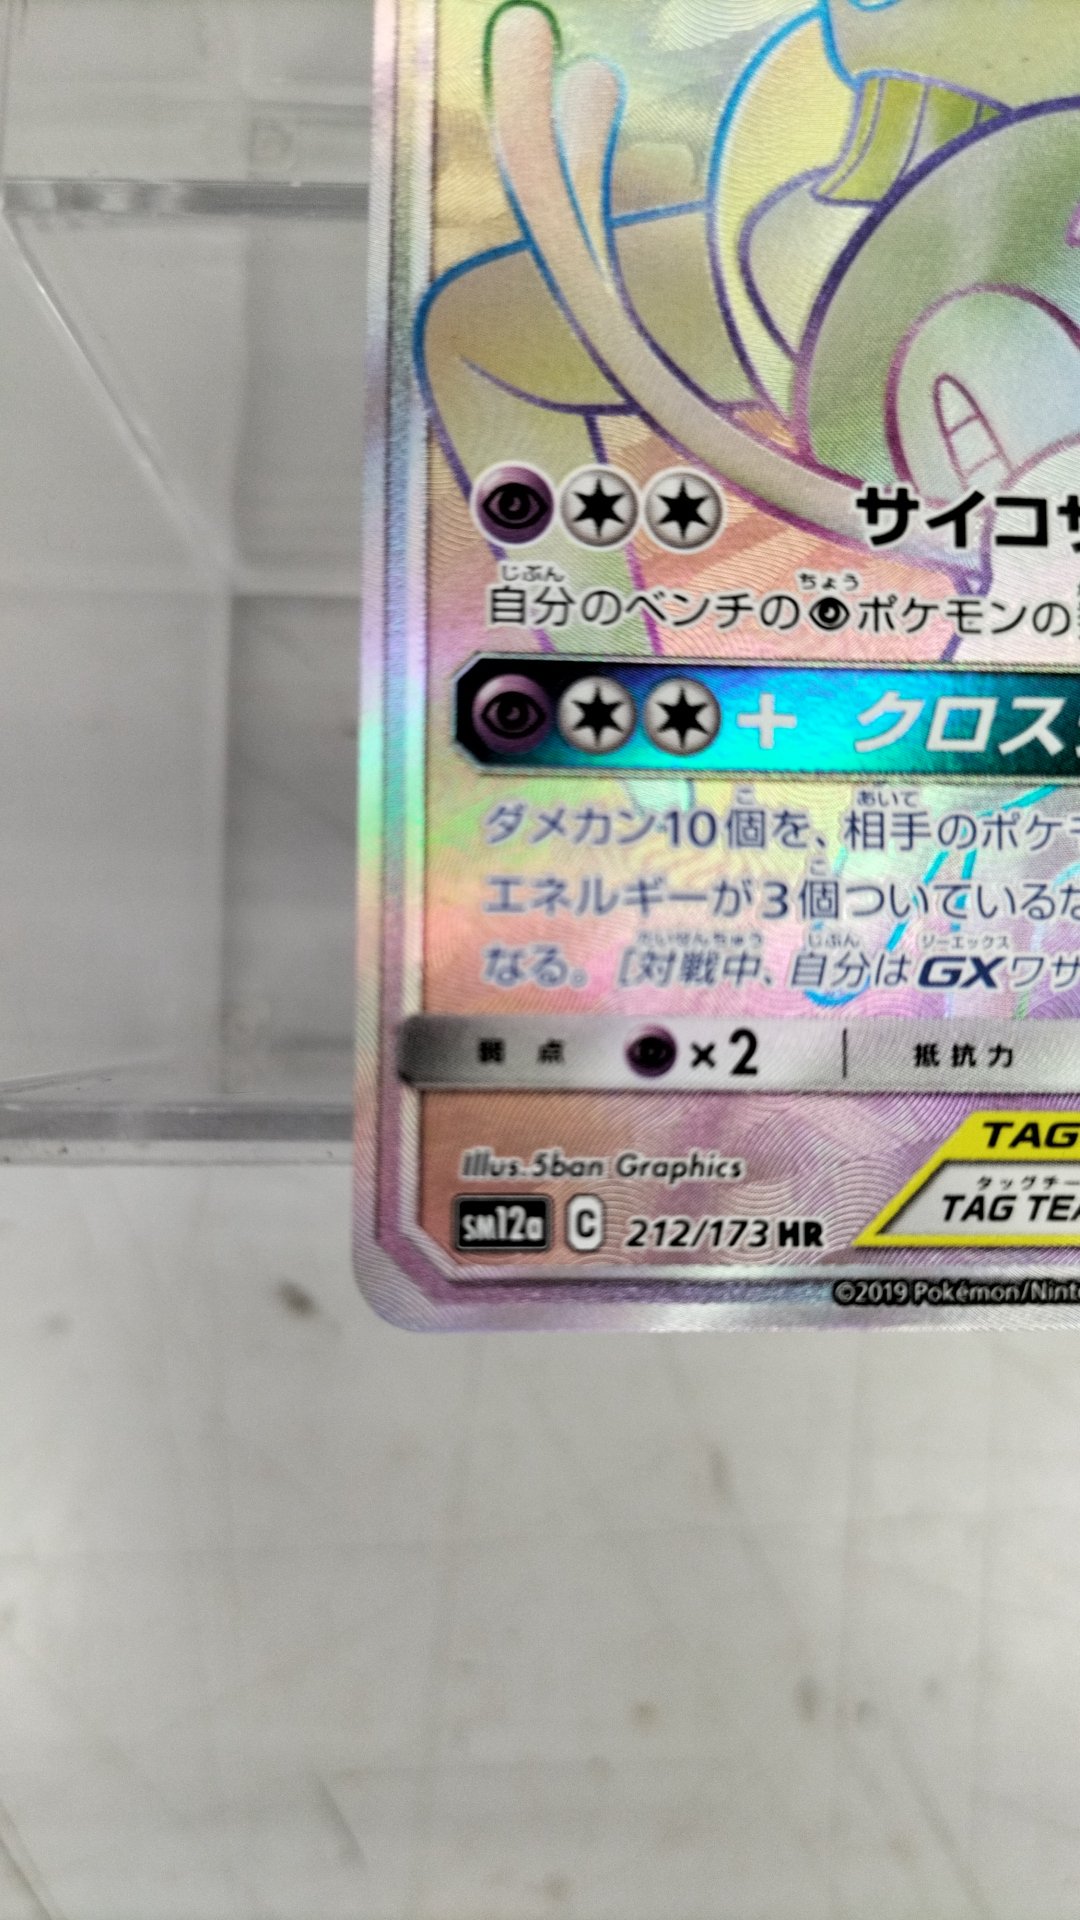 サイコ
じぶん ちょう
自分のベンチの ポケモンの
+ クロス
こ あいて
ダメカン10個を、相手のポケモ
こ
エネルギーが3個ついているな
たいせんちゅう じぶん ジーエックス
なる。[対戦中、自分はGXワザ
弱点 ×2 抵抗力
TAG
Illus. 5ban Graphics
タッグチー
TAG TEA
SM12a C 212/173 HR
©2019 Pokémon/Ninte